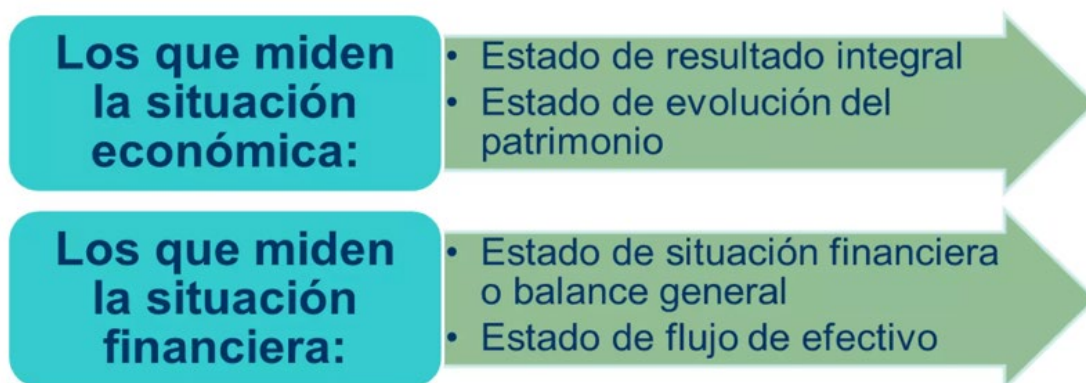 Los que miden
la situación
económica:
• Estado de resultado integral
• Estado de evolución del
patrimonio
Los que miden
la situación
financiera:
• Estado de situación financiera
o balance general
• Estado de flujo de efectivo